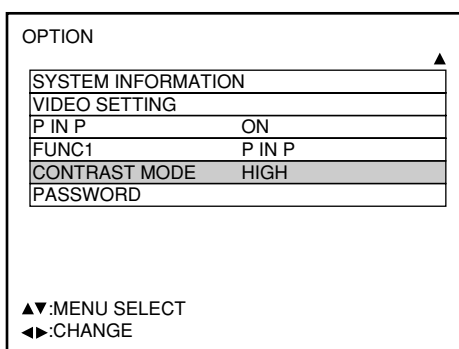 OPTION
▲
SYSTEM INFORMATION
VIDEO SETTING
P IN P ON
FUNC1 P IN P
CONTRAST MODE HIGH
PASSWORD
▲▼:MENU SELECT
◀▶:CHANGE